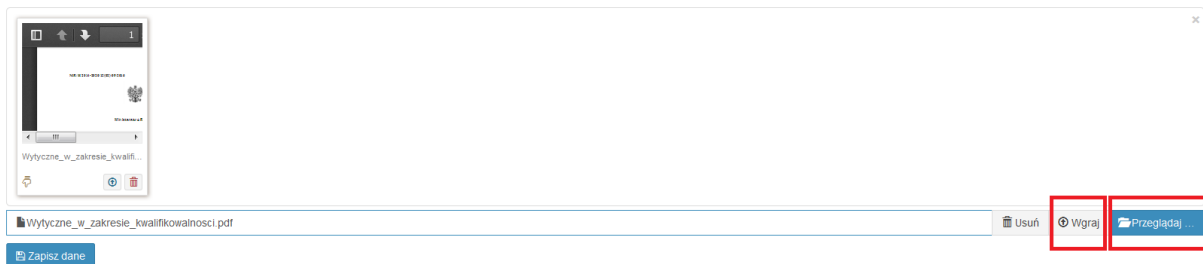 ×
1
Wytyczne_w_zakresie_kwalifi...
Wytyczne_w_zakresie_kwalifikowalnosci.pdf
Usuń
Wgraj
Przeglądaj ...
Zapisz dane